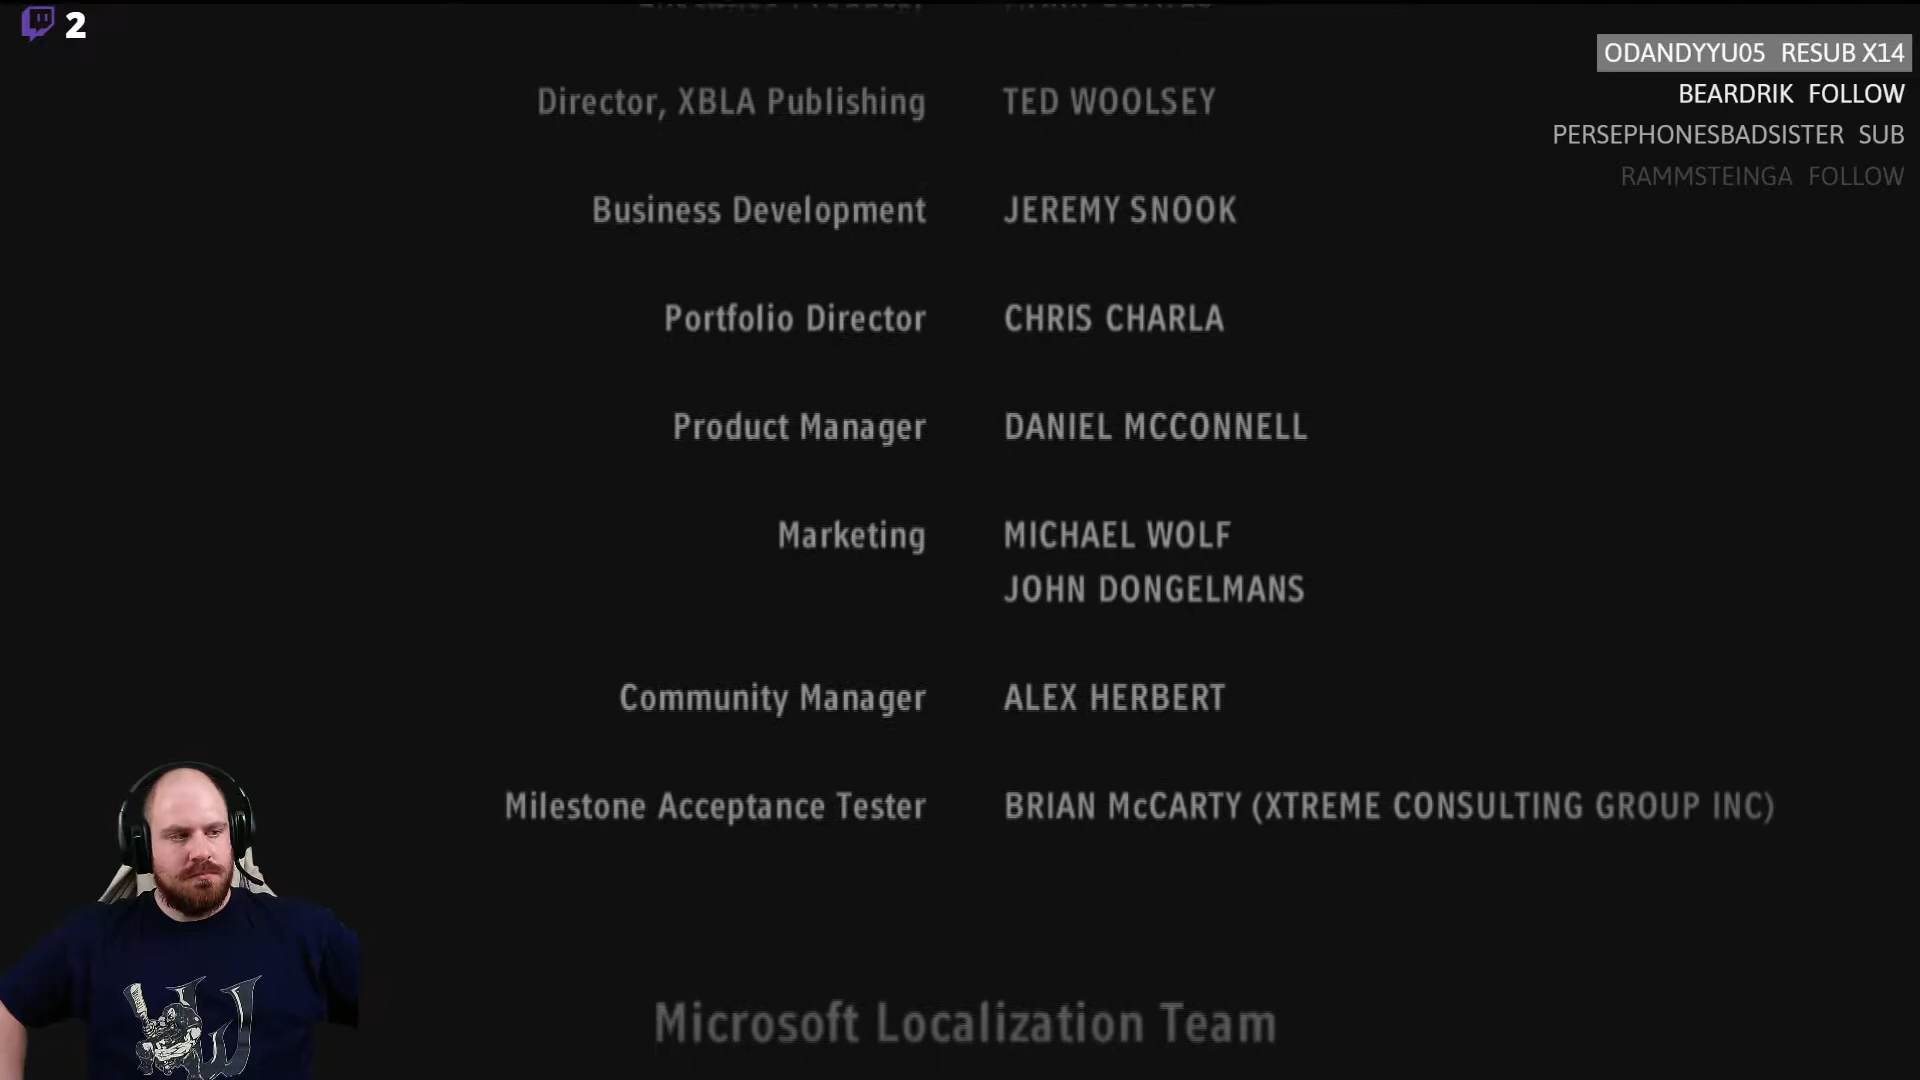 2
ODANDYYU05 RESUB X14
BEARDRIK FOLLOW
PERSEPHONESBADSISTER SUB
RAMMSTEINGA FOLLOW
Director, XBLA Publishing TED WOOLSEY
Business Development JEREMY SNOOK
Portfolio Director CHRIS CHARLA
Product Manager DANIEL MCCONNELL
Marketing MICHAEL WOLF
JOHN DONGELMANS
Community Manager ALEX HERBERT
Milestone Acceptance Tester BRIAN McCARTY (XTREME CONSULTING GROUP INC)
Microsoft Localization Team